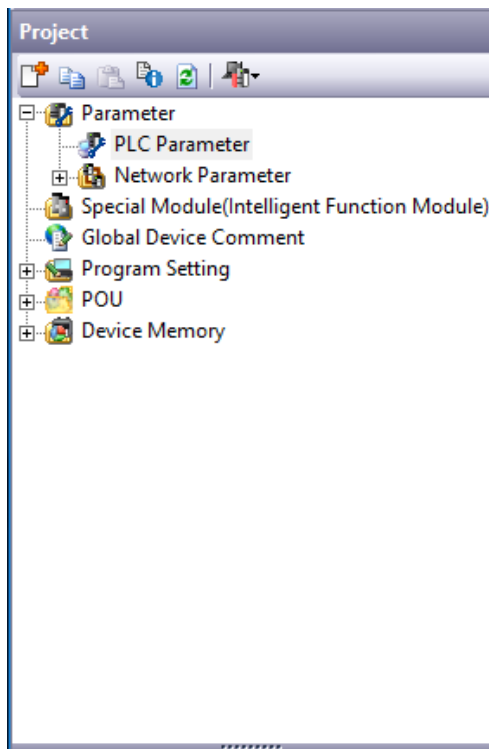 Project
Parameter
PLC Parameter
Network Parameter
Special Module(Intelligent Function Module)
Global Device Comment
Program Setting
POU
Device Memory